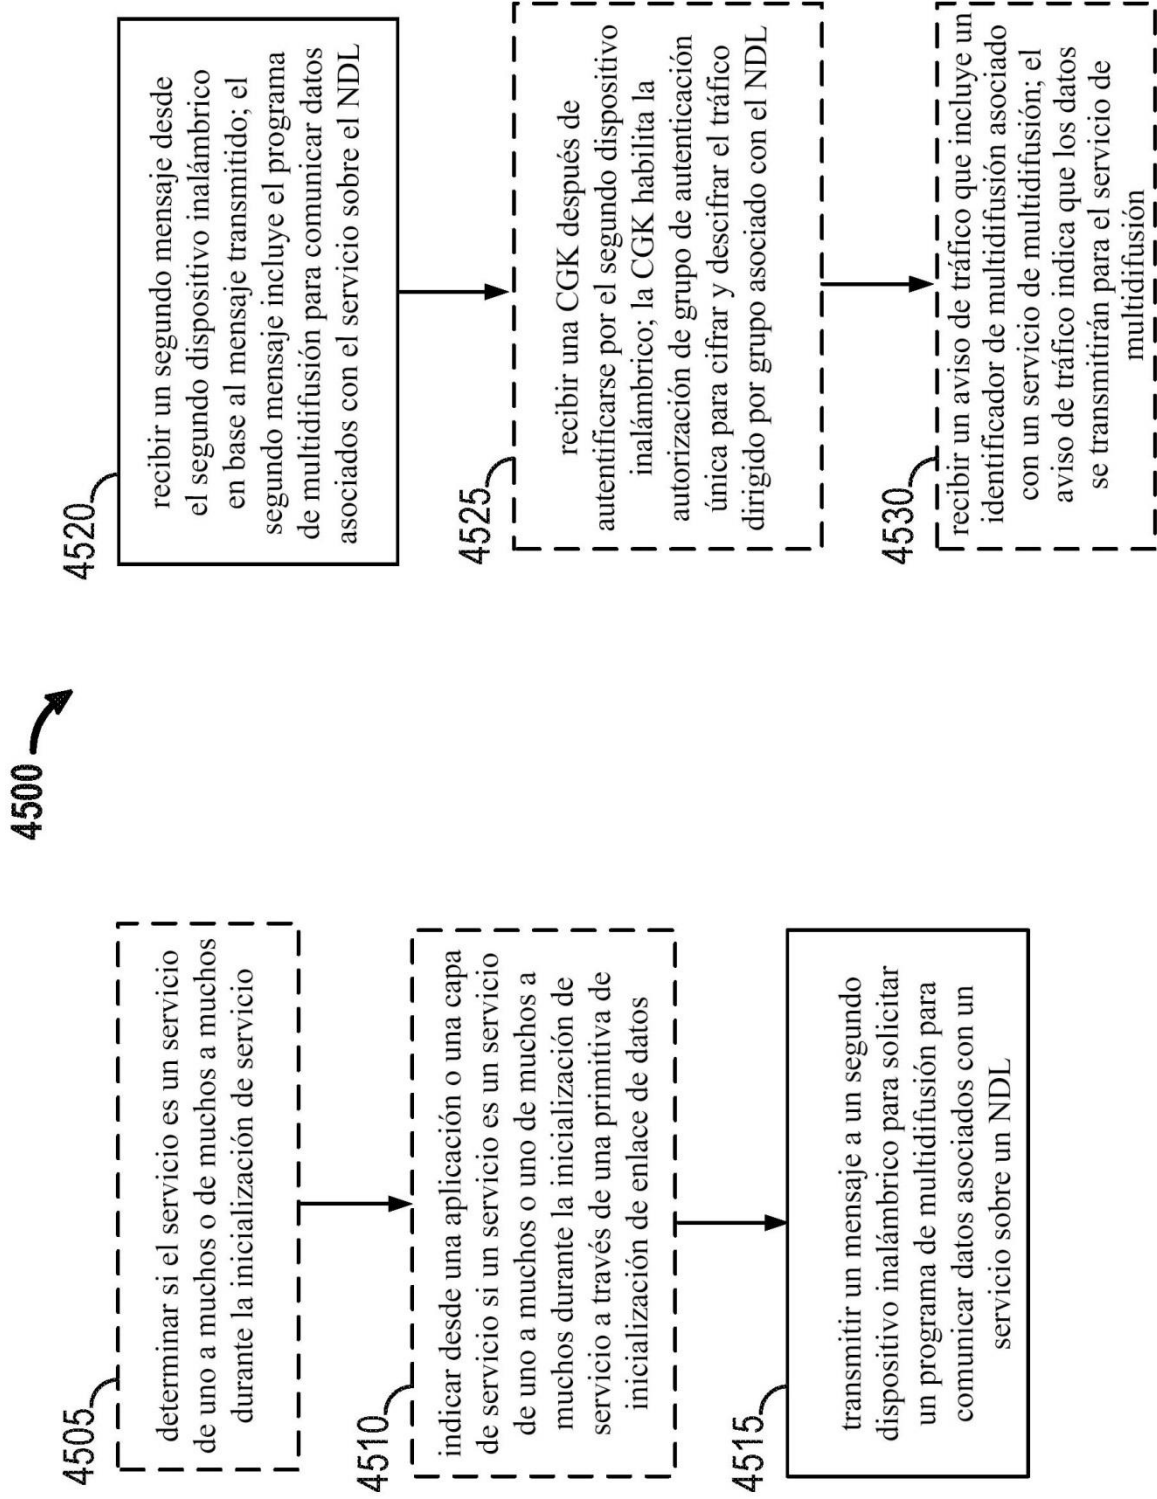 4500
4505
determinar si el servicio es un servicio
de uno a muchos o de muchos a muchos
durante la inicialización de servicio
4510
indicar desde una aplicación o una capa
de servicio si un servicio es un servicio
de uno a muchos o uno de muchos a
muchos durante la inicialización de
servicio a través de una primitiva de
inicialización de enlace de datos
4515
transmitir un mensaje a un segundo
dispositivo inalámbrico para solicitar
un programa de multidifusión para
comunicar datos asociados con un
servicio sobre un NDL
4520
recibir un segundo mensaje desde
el segundo dispositivo inalámbrico
en base al mensaje transmitido; el
segundo mensaje incluye el programa
de multidifusión para comunicar datos
asociados con el servicio sobre el NDL
4525
recibir una CGK después de
autentificarse por el segundo dispositivo
inalámbrico; la CGK habilita la
autorización de grupo de autenticación
única para cifrar y descifrar el tráfico
dirigido por grupo asociado con el NDL
4530
recibir un aviso de tráfico que incluye un
identificador de multidifusión asociado
con un servicio de multidifusión; el
aviso de tráfico indica que los datos
se transmitirán para el servicio de
multidifusión